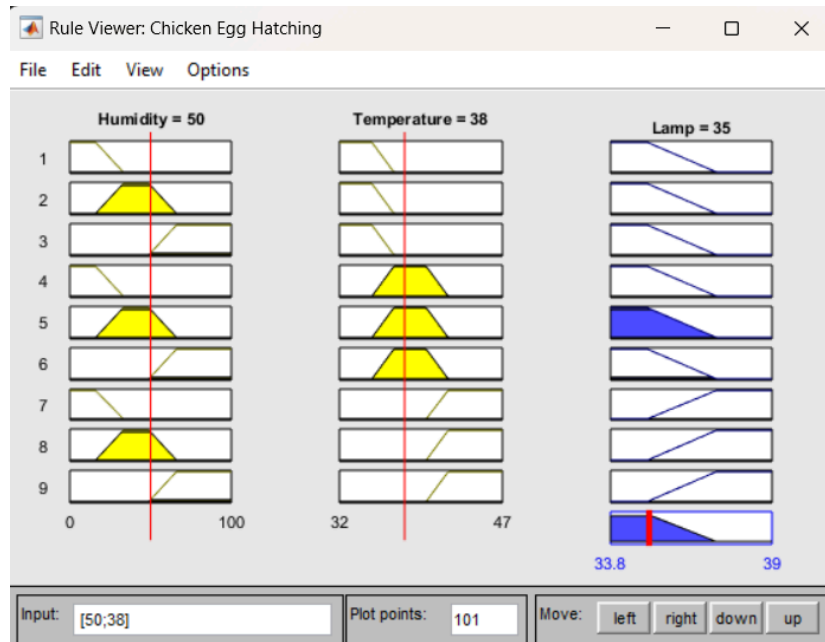 Rule Viewer: Chicken Egg Hatching
File Edit View Options
Humidity = 50 Temperature = 38 Lamp = 35
1
2
3
4
5
6
7
8
9
0 100 32 47
33.8 39
Input: [50;38] Plot points: 101 Move: left right down up